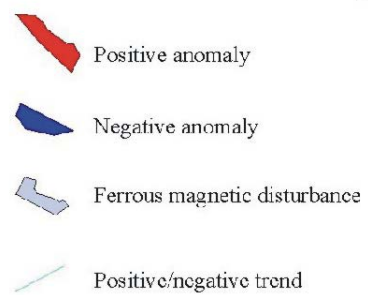 Positive anomaly
Negative anomaly
Ferrous magnetic disturbance
Positive/negative trend